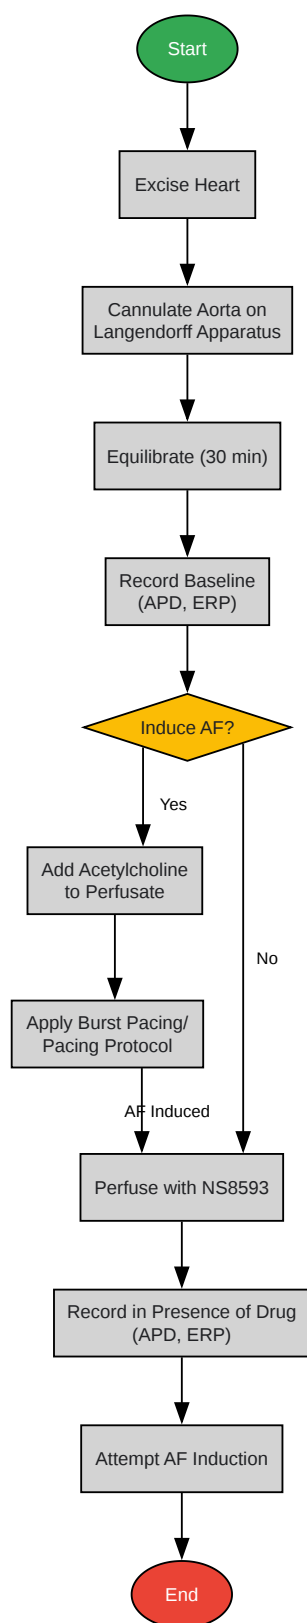 Start
Excise Heart
Cannulate Aorta on
Langendorff Apparatus
Equilibrate (30 min)
Record Baseline
(APD, ERP)
Induce AF?
Yes
Add Acetylcholine
to Perfusate
No
Apply Burst Pacing/
Pacing Protocol
AF Induced
Perfuse with NS8593
Record in Presence of Drug
(APD, ERP)
Attempt AF Induction
End